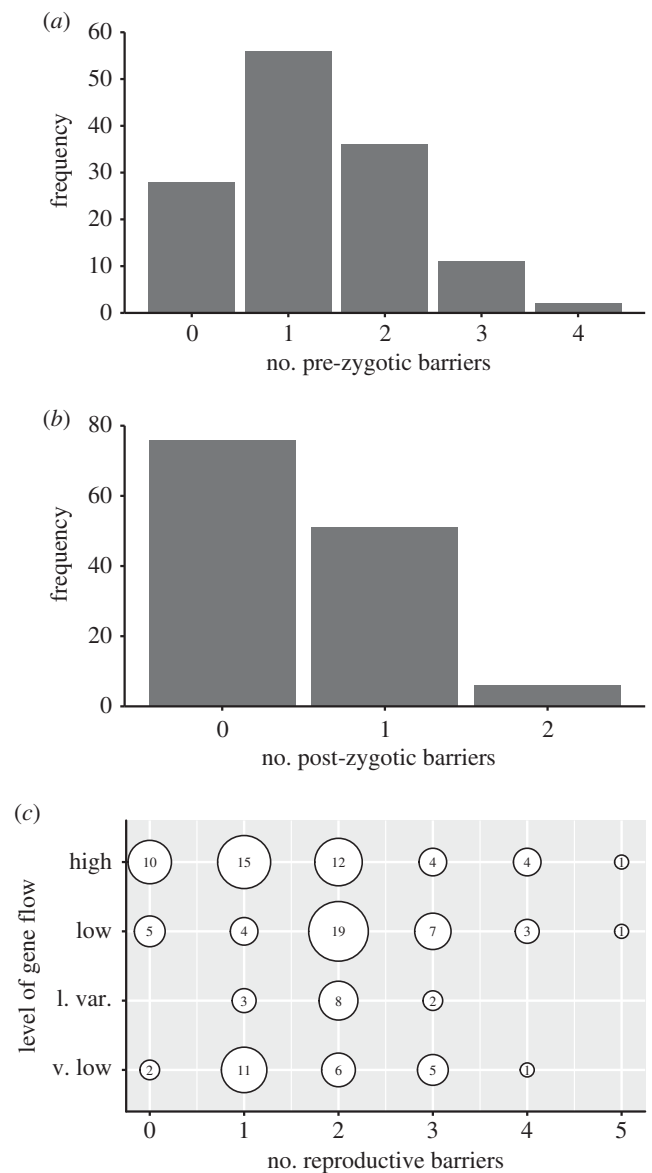 (a)
60
50
40
30
20
10
0
frequency
0 1 2 3 4
no. pre-zygotic barriers
(b)
80
60
40
20
0
frequency
0 1 2
no. post-zygotic barriers
(c)
level of gene flow
high 10 15 12 4 4 1
low 5 4 19 7 3 1
l. var. 3 8 2
v. low 2 11 6 5 1
0 1 2 3 4 5
no. reproductive barriers